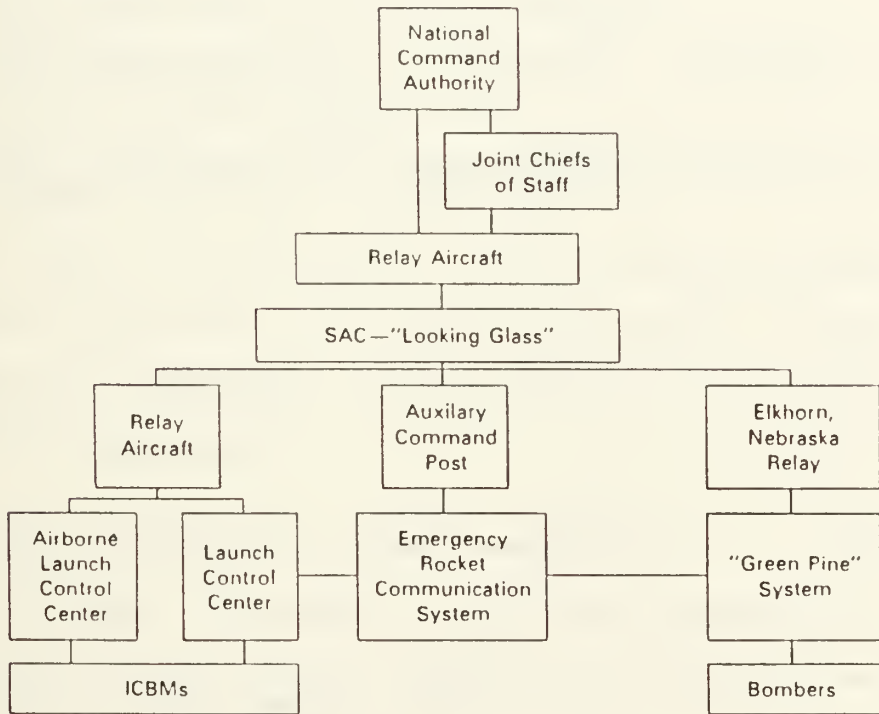 National
Command
Authority
Joint Chiefs
of Staff
Relay Aircraft
SAC—"Looking Glass"
Relay
Aircraft
Auxilary
Command
Post
Elkhorn,
Nebraska
Relay
Airborne
Launch
Control
Center
Launch
Control
Center
Emergency
Rocket
Communication
System
"Green Pine"
System
ICBMs
Bombers